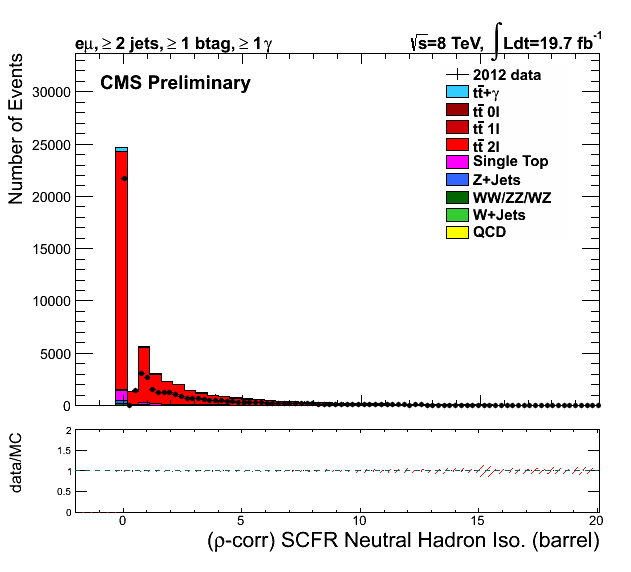 eμ, ≥ 2 jets, ≥ 1 btag, ≥ 1 γ
√s=8 TeV, ∫ Ldt=19.7 fb⁻¹
CMS Preliminary
2012 data
tt̄+γ
tt̄ 0l
tt̄ 1l
tt̄ 2l
Single Top
Z+Jets
WW/ZZ/WZ
W+Jets
QCD
Number of Events
30000
25000
20000
15000
10000
5000
0
data/MC
2
1.5
1
0.5
0
0 5 10 15 20
(ρ-corr) SCFR Neutral Hadron Iso. (barrel)